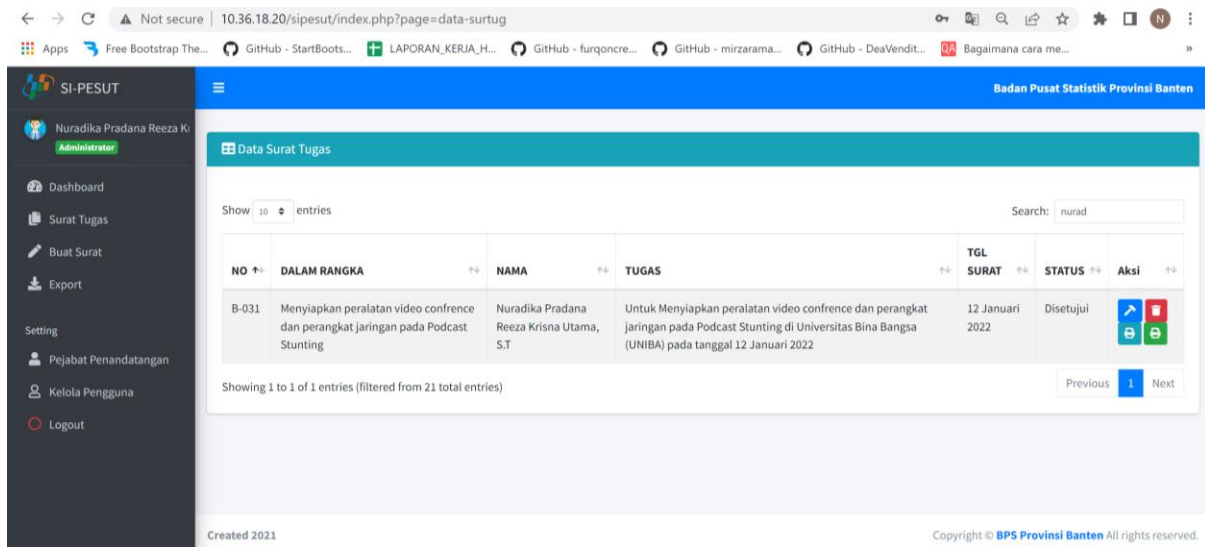 Not secure | 10.36.18.20/sipesut/index.php?page=data-surtug
N
Apps Free Bootstrap The... GitHub - StartBoots... LAPORAN_KERJA_H... GitHub - furqoncre... GitHub - mirzarama... GitHub - DeaVendit... QA Bagaimana cara me... »
SI-PESUT
Badan Pusat Statistik Provinsi Banten
Nuradika Pradana Reeza
Administrator
Data Surat Tugas
Dashboard
Surat Tugas
Buat Surat
Export
Setting
Pejabat Penandatangan
Kelola Pengguna
Logout
Show 10 entries
Search: nurad
NO DALAM RANGKA NAMA TUGAS TGL SURAT STATUS Aksi
B-031
Menyiapkan peralatan video confrence
dan perangkat jaringan pada Podcast
Stunting
Nuradika Pradana
Reeza Krisna Utama,
S.T
Untuk Menyiapkan peralatan video confrence dan perangkat
jaringan pada Podcast Stunting di Universitas Bina Bangsa
(UNIBA) pada tanggal 12 Januari 2022
12 Januari
2022
Disetujui
Showing 1 to 1 of 1 entries (filtered from 21 total entries)
Previous 1 Next
Created 2021
Copyright © BPS Provinsi Banten All rights reserved.